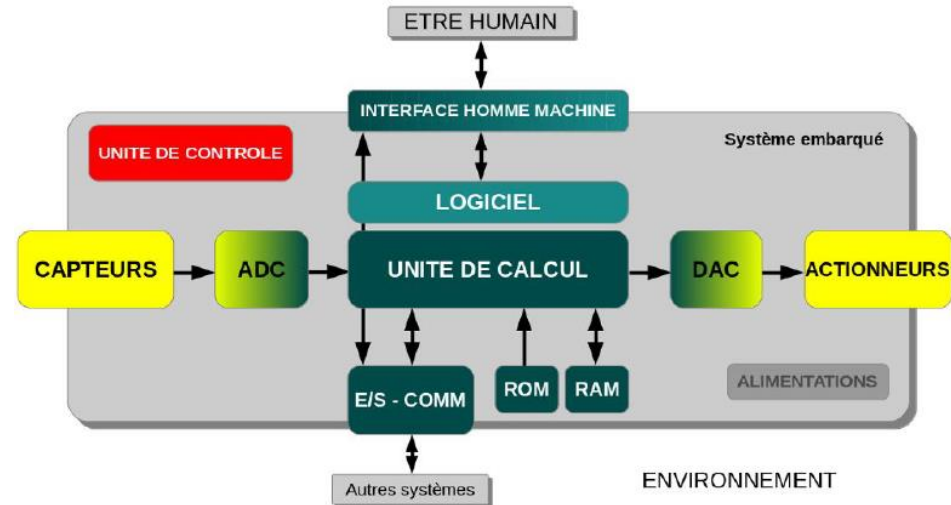 ETRE HUMAIN
INTERFACE HOMME MACHINE
UNITE DE CONTROLE
Système embarqué
LOGICIEL
CAPTEURS
ADC
UNITE DE CALCUL
DAC
ACTIONNEURS
E/S - COMM
ROM
RAM
ALIMENTATIONS
Autres systèmes
ENVIRONNEMENT